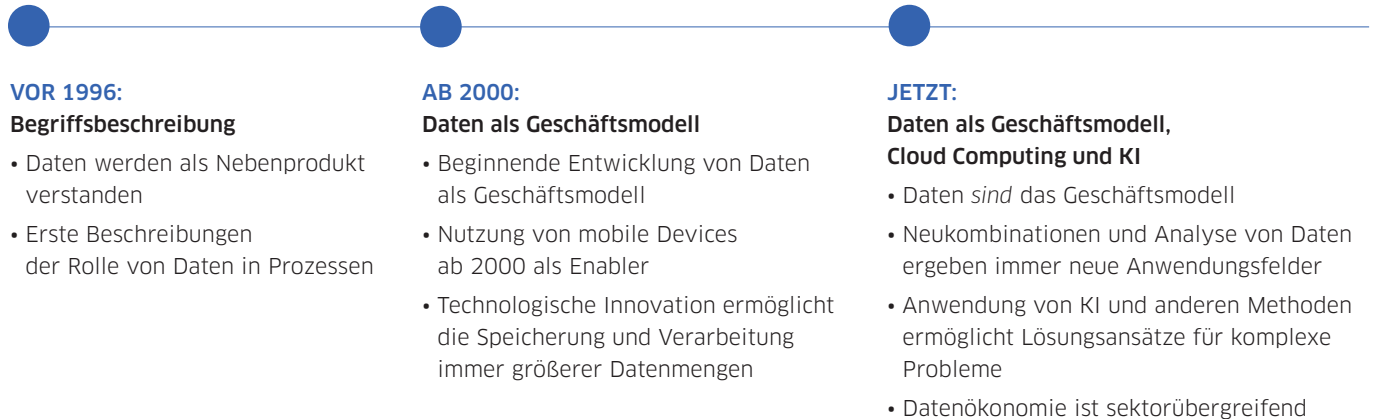 VOR 1996:
Begriffsbeschreibung
• Daten werden als Nebenprodukt
verstanden
• Erste Beschreibungen
der Rolle von Daten in Prozessen
AB 2000:
Daten als Geschäftsmodell
• Beginnende Entwicklung von Daten
als Geschäftsmodell
• Nutzung von mobile Devices
ab 2000 als Enabler
• Technologische Innovation ermöglicht
die Speicherung und Verarbeitung
immer größerer Datenmengen
JETZT:
Daten als Geschäftsmodell,
Cloud Computing und KI
• Daten sind das Geschäftsmodell
• Neukombinationen und Analyse von Daten
ergeben immer neue Anwendungsfelder
• Anwendung von KI und anderen Methoden
ermöglicht Lösungsansätze für komplexe
Probleme
• Datenökonomie ist sektorübergreifend